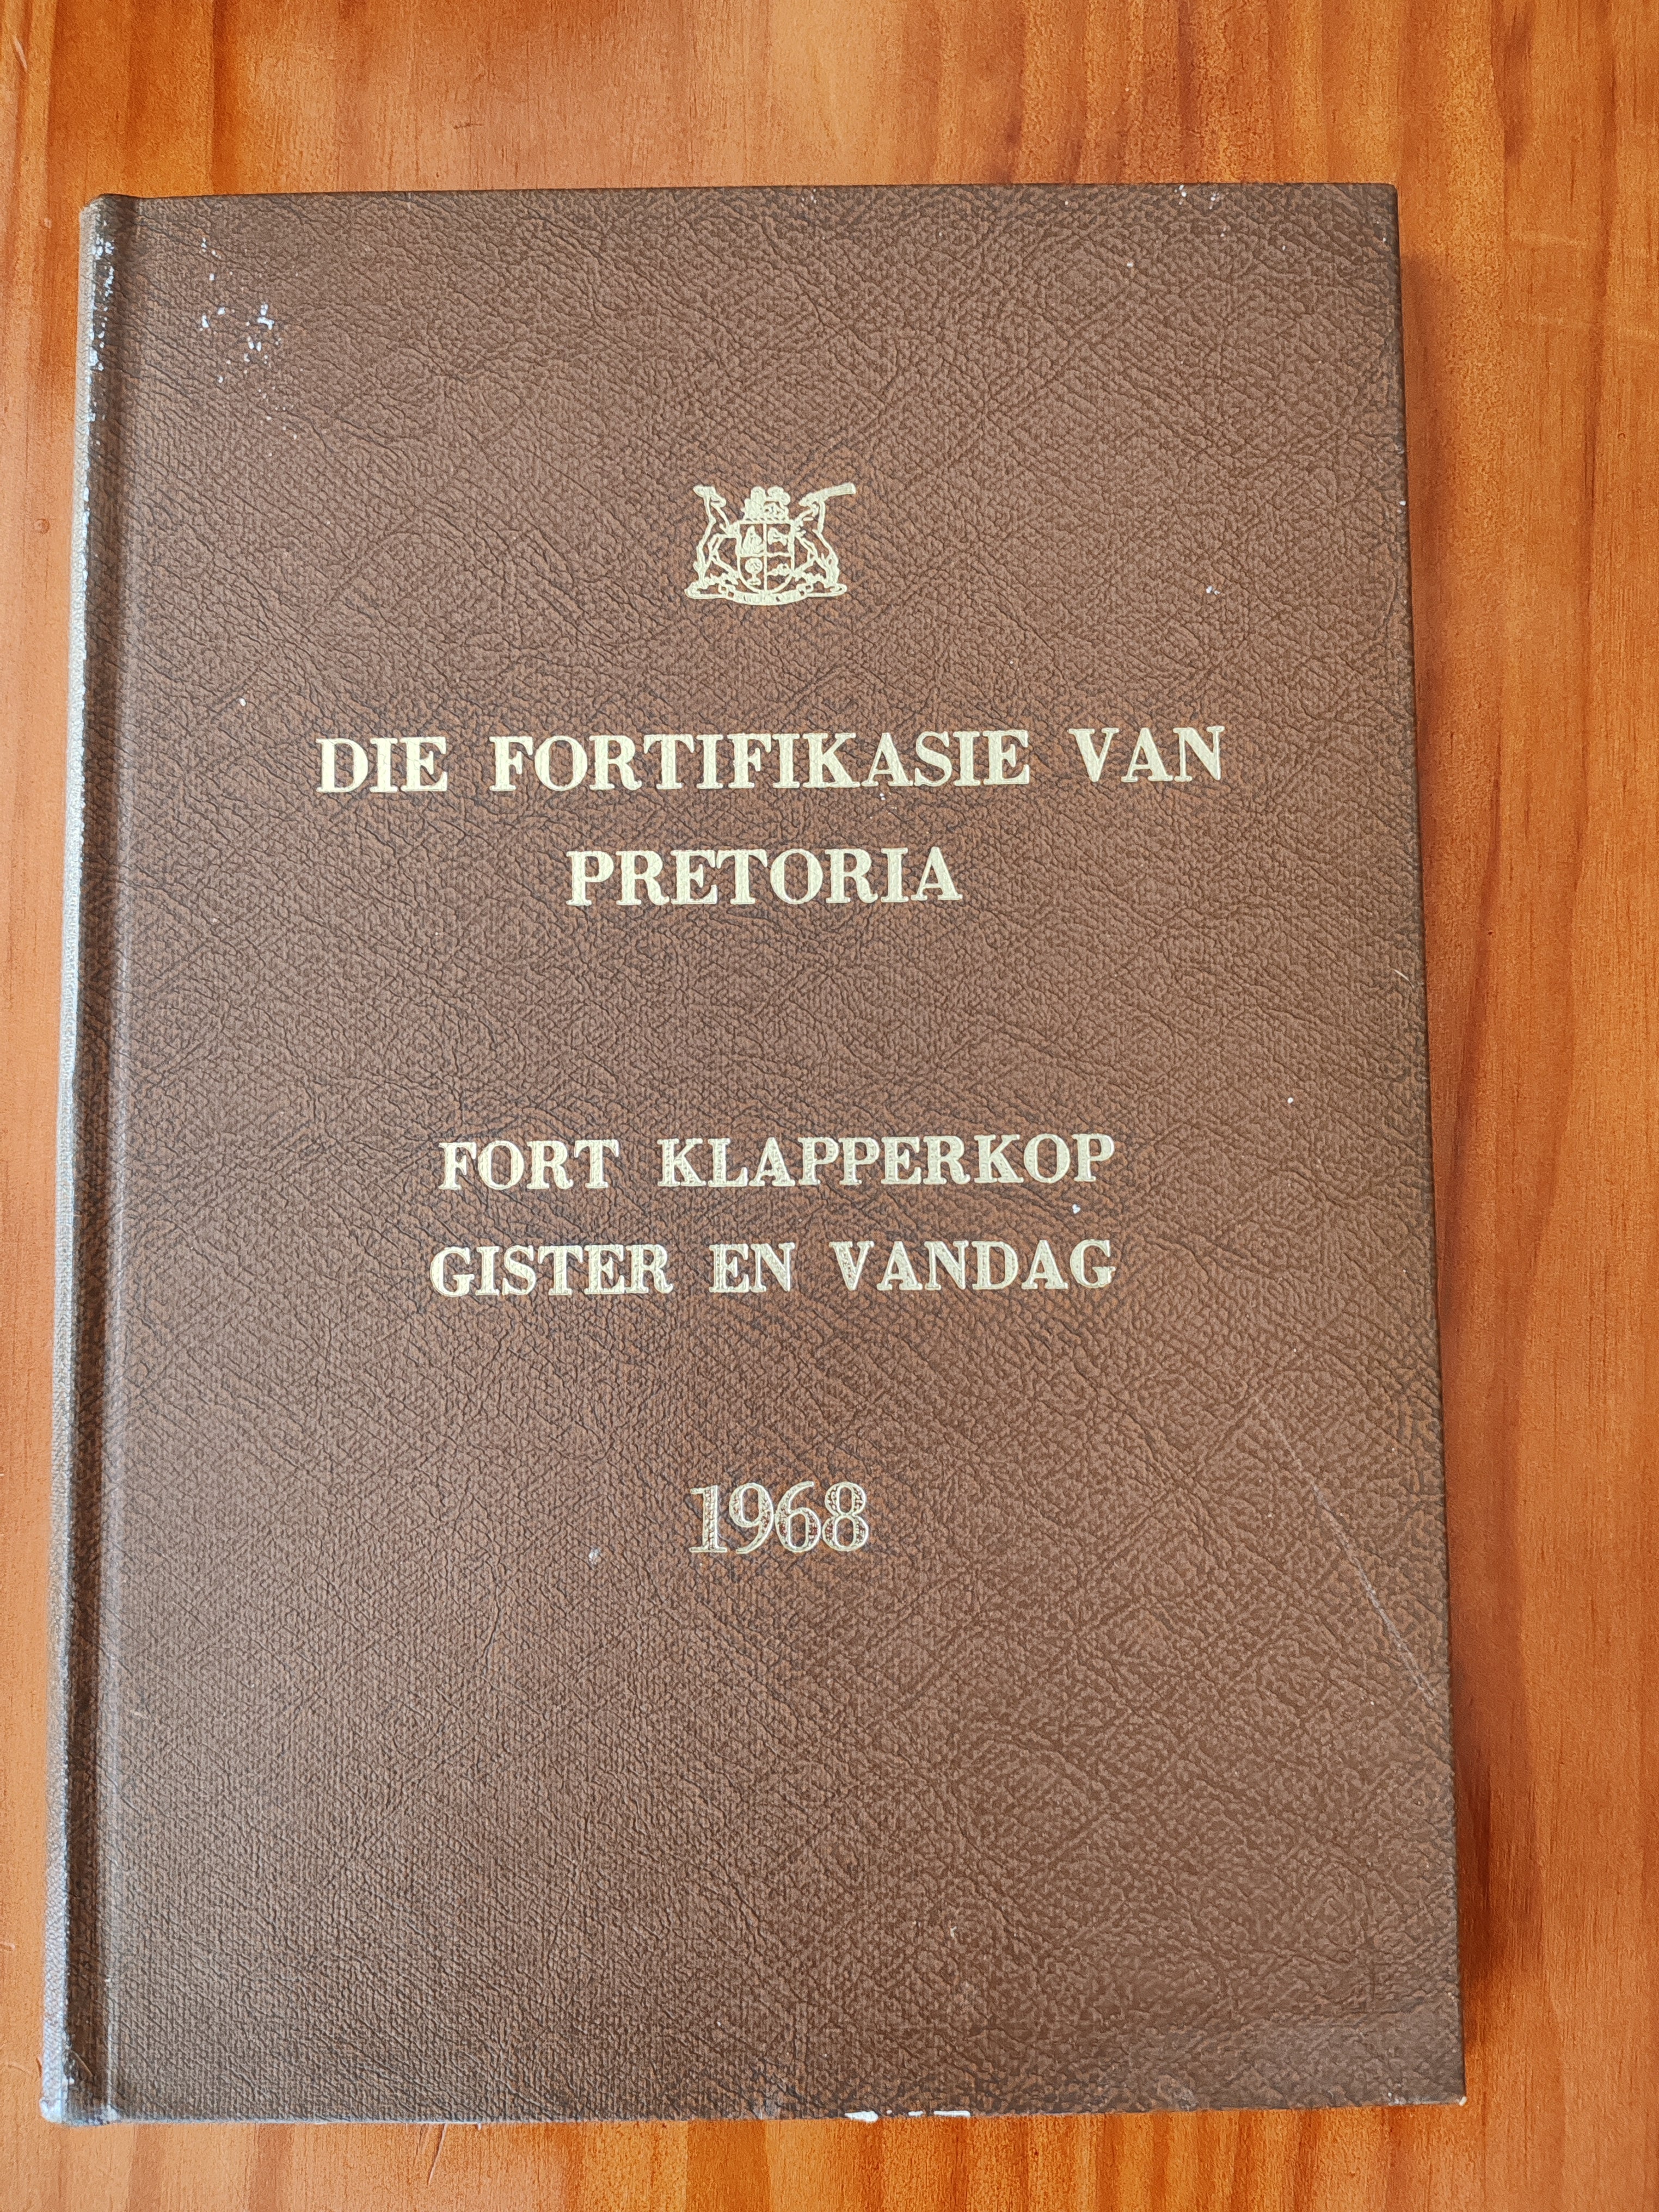 DIE FORTIFIKASIE VAN
PRETORIA
FORT KLAPPERKOP
GISTER EN VANDAG
1968